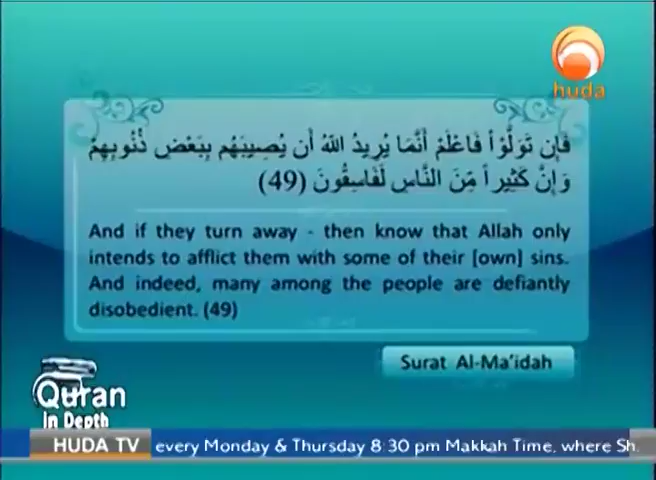 huda
فَإِن تَوَلَّوْاْ فَاعْلَمْ أَنَّمَا يُرِيدُ اللّهُ أَن يُصِيبَهُم بِبَعْضِ ذُنُوبِهِمْ
وَإِنَّ كَثِيراً مِّنَ النَّاسِ لَفَاسِقُونَ (49)
And if they turn away - then know that Allah only
intends to afflict them with some of their [own] sins.
And indeed, many among the people are defiantly
disobedient. (49)
Surat Al-Ma'idah
Quran
In Depth
HUDA TV every Monday & Thursday 8:30 pm Makkah Time, where Sh.